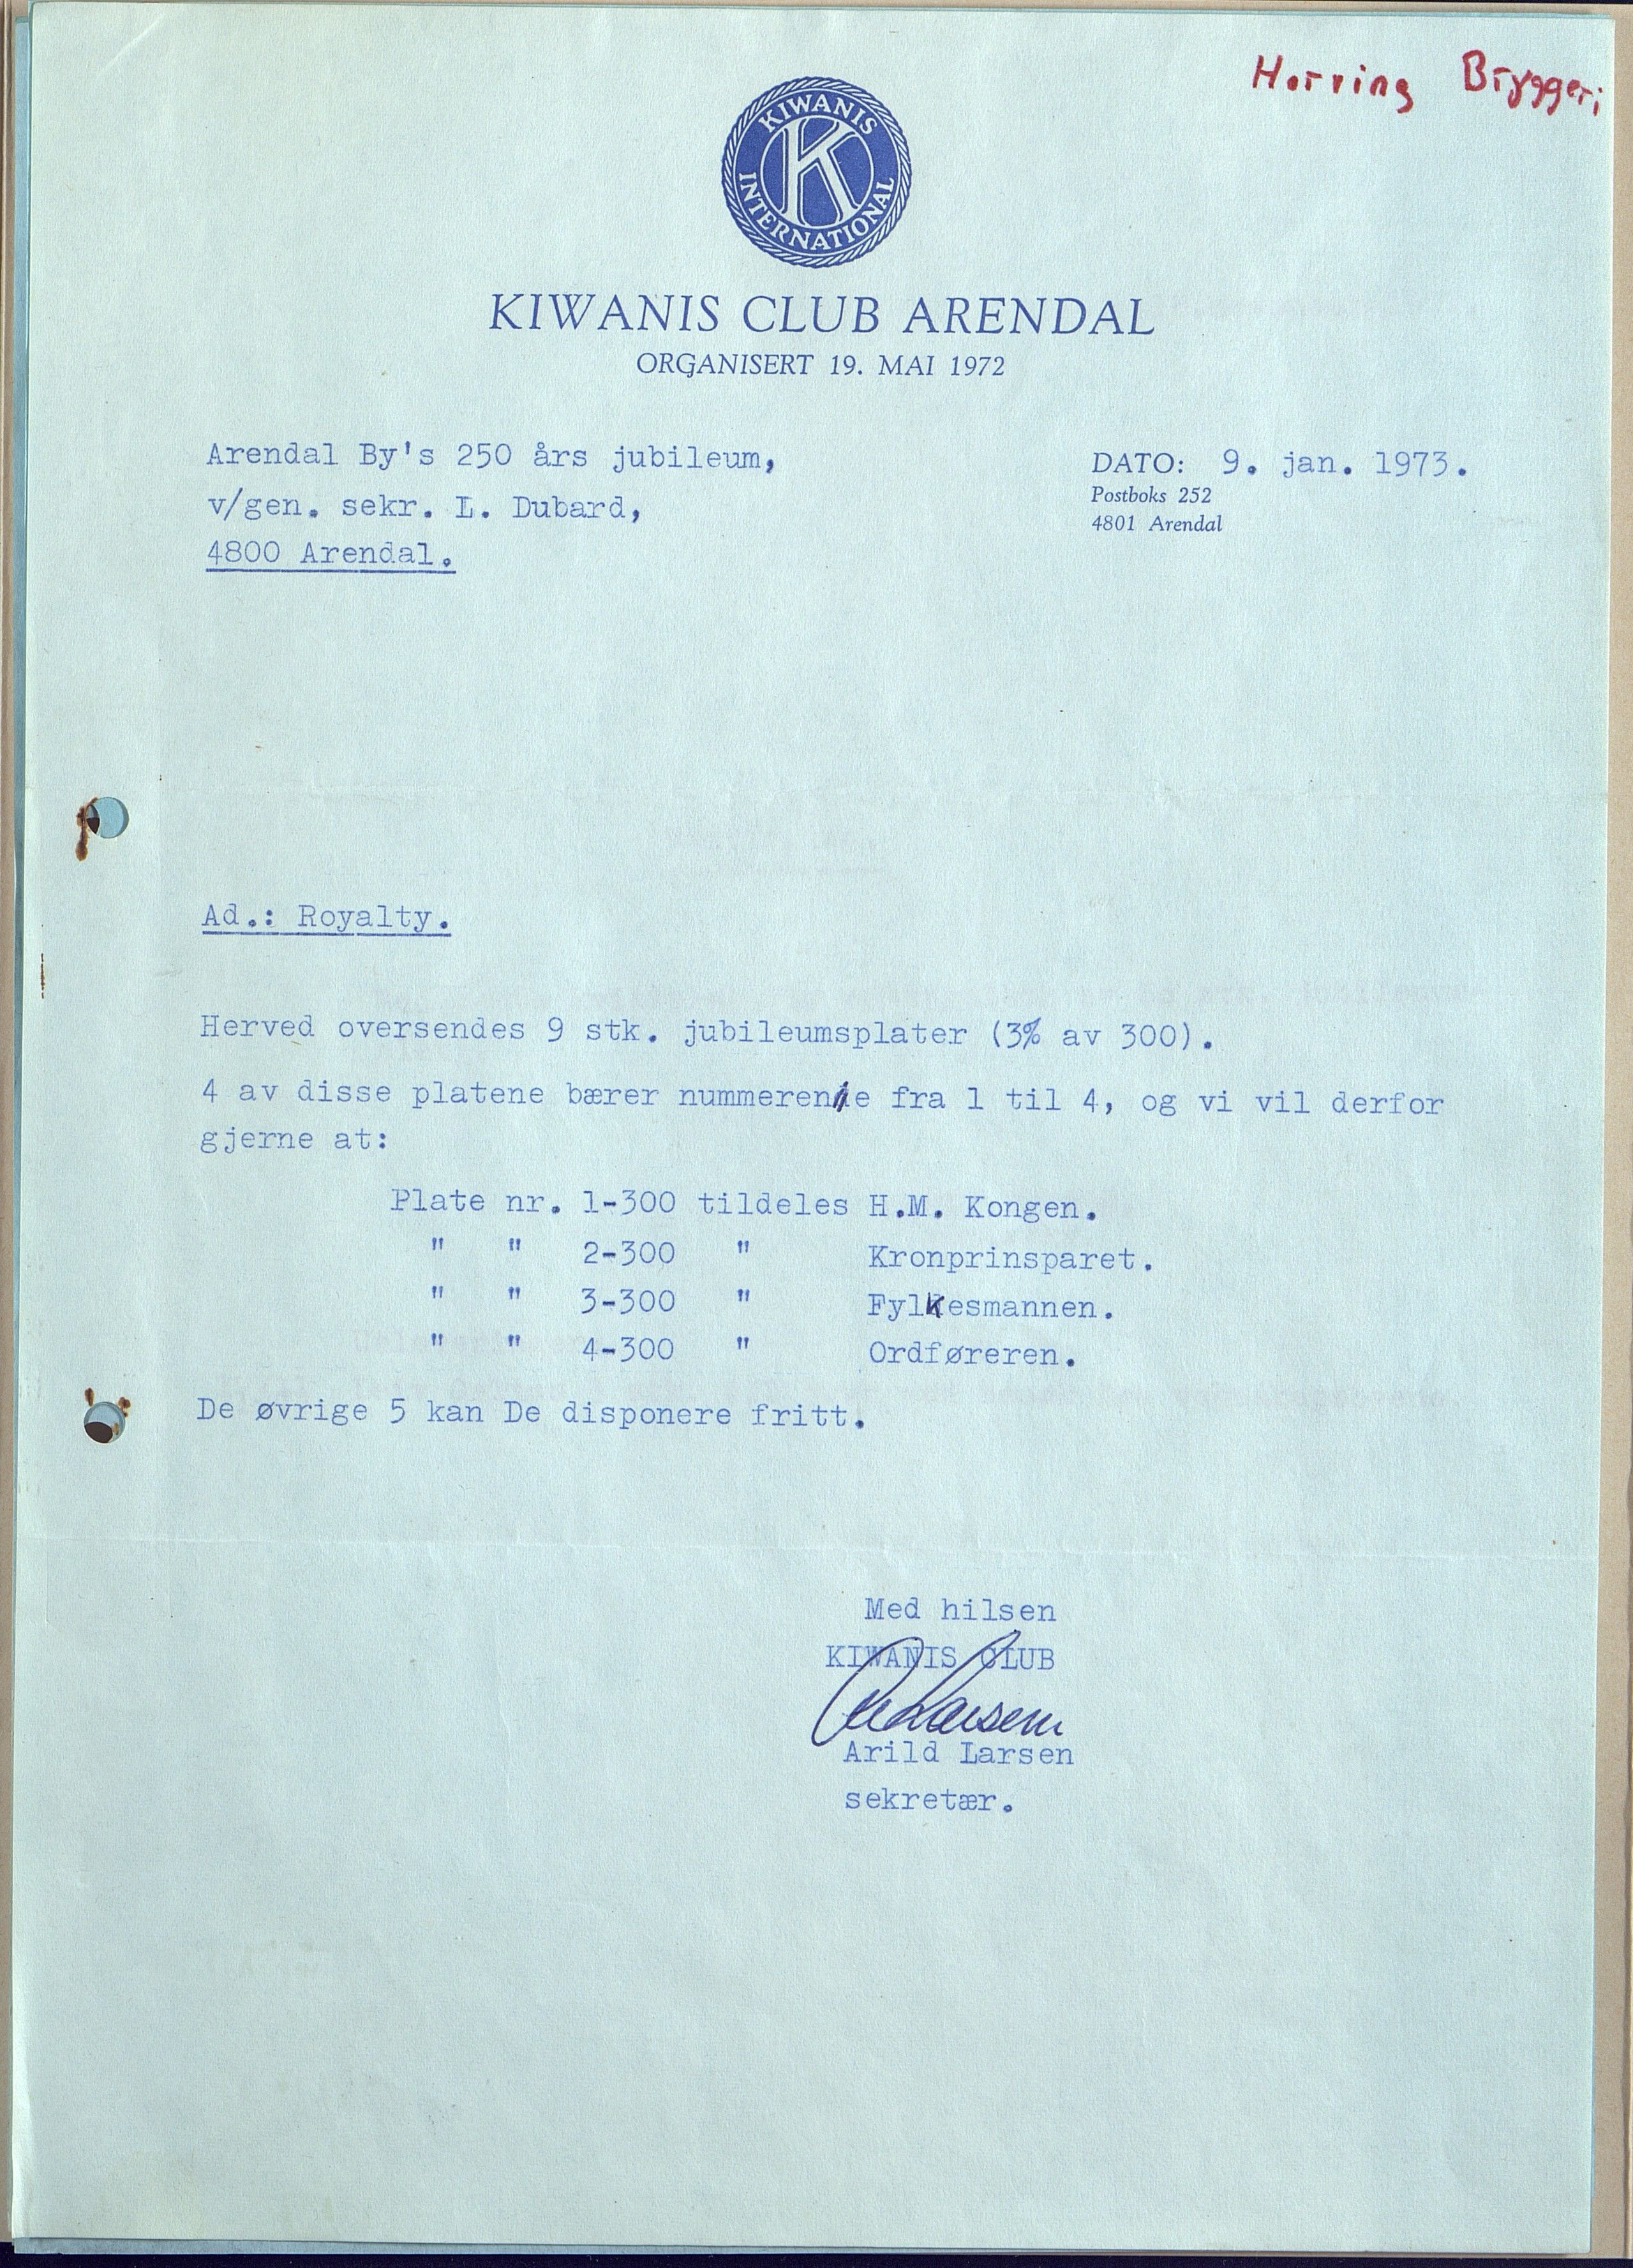 Herring Bryggeri
KIWANIS
K
INTERNATIONAL
KIWANIS CLUB ARENDAL
ORGANISERT 19. MAI 1972
Arendal By's 250 års jubileum,
v/gen. sekr. L. Dubard,
4800 Arendal.
DATO: 9. jan. 1973.
Postboks 252
4801 Arendal
Ad.: Royalty.
Herved oversendes 9 stk. jubileumsplater (3% av 300).
4 av disse platene bærer nummerene fra 1 til 4, og vi vil derfor
gjerne at:
Plate nr. 1-300 tildeles H.M. Kongen.
" " 2-300 " Kronprinsparet.
" " 3-300 " Fylkesmannen.
" " 4-300 " Ordføreren.
De øvrige 5 kan De disponere fritt.
Med hilsen
KIWANIS CLUB
Arild Larsen
sekretær.